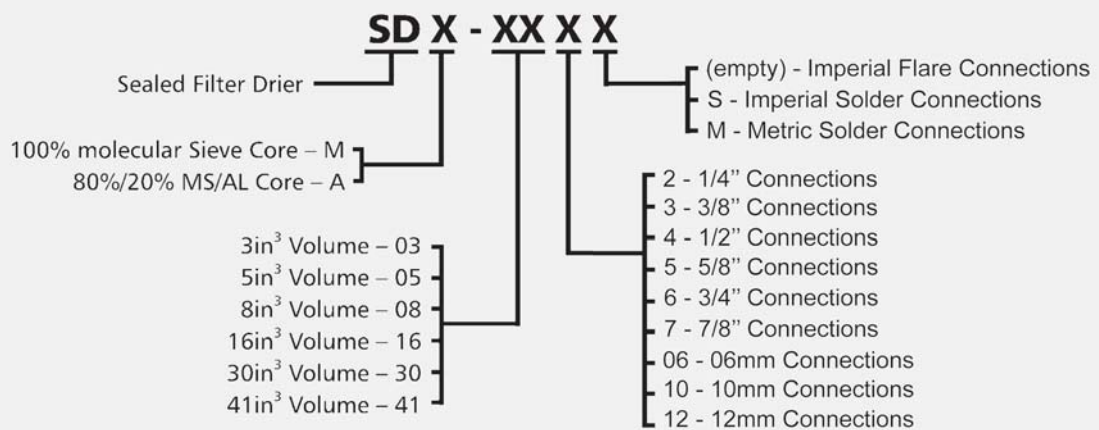 SD X - XX X X
Sealed Filter Drier
100% molecular Sieve Core – M
80%/20% MS/AL Core – A
3in³ Volume – 03
5in³ Volume – 05
8in³ Volume – 08
16in³ Volume – 16
30in³ Volume – 30
41in³ Volume – 41
(empty) - Imperial Flare Connections
S - Imperial Solder Connections
M - Metric Solder Connections
2 - 1/4’’ Connections
3 - 3/8’’ Connections
4 - 1/2’’ Connections
5 - 5/8’’ Connections
6 - 3/4’’ Connections
7 - 7/8’’ Connections
06 - 06mm Connections
10 - 10mm Connections
12 - 12mm Connections